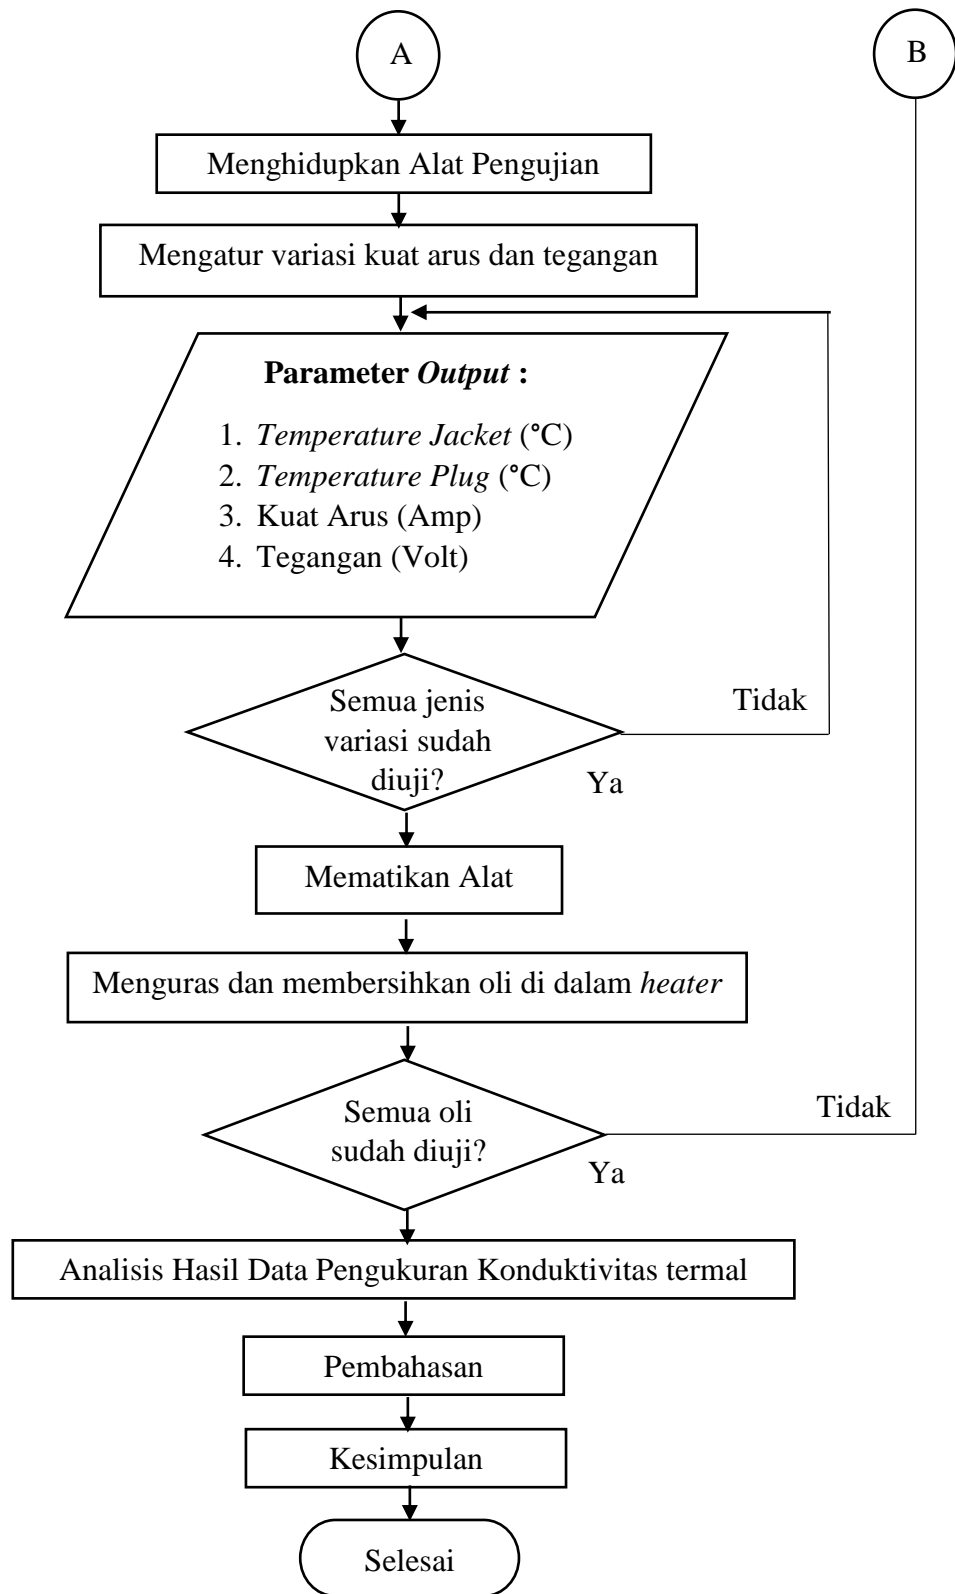 A
B
Menghidupkan Alat Pengujian
Mengatur variasi kuat arus dan tegangan
Parameter Output :
1. Temperature Jacket (°C)
2. Temperature Plug (°C)
3. Kuat Arus (Amp)
4. Tegangan (Volt)
Semua jenis
variasi sudah
diuji?
Tidak
Ya
Mematikan Alat
Menguras dan membersihkan oli di dalam heater
Semua oli
sudah diuji?
Tidak
Ya
Analisis Hasil Data Pengukuran Konduktivitas termal
Pembahasan
Kesimpulan
Selesai